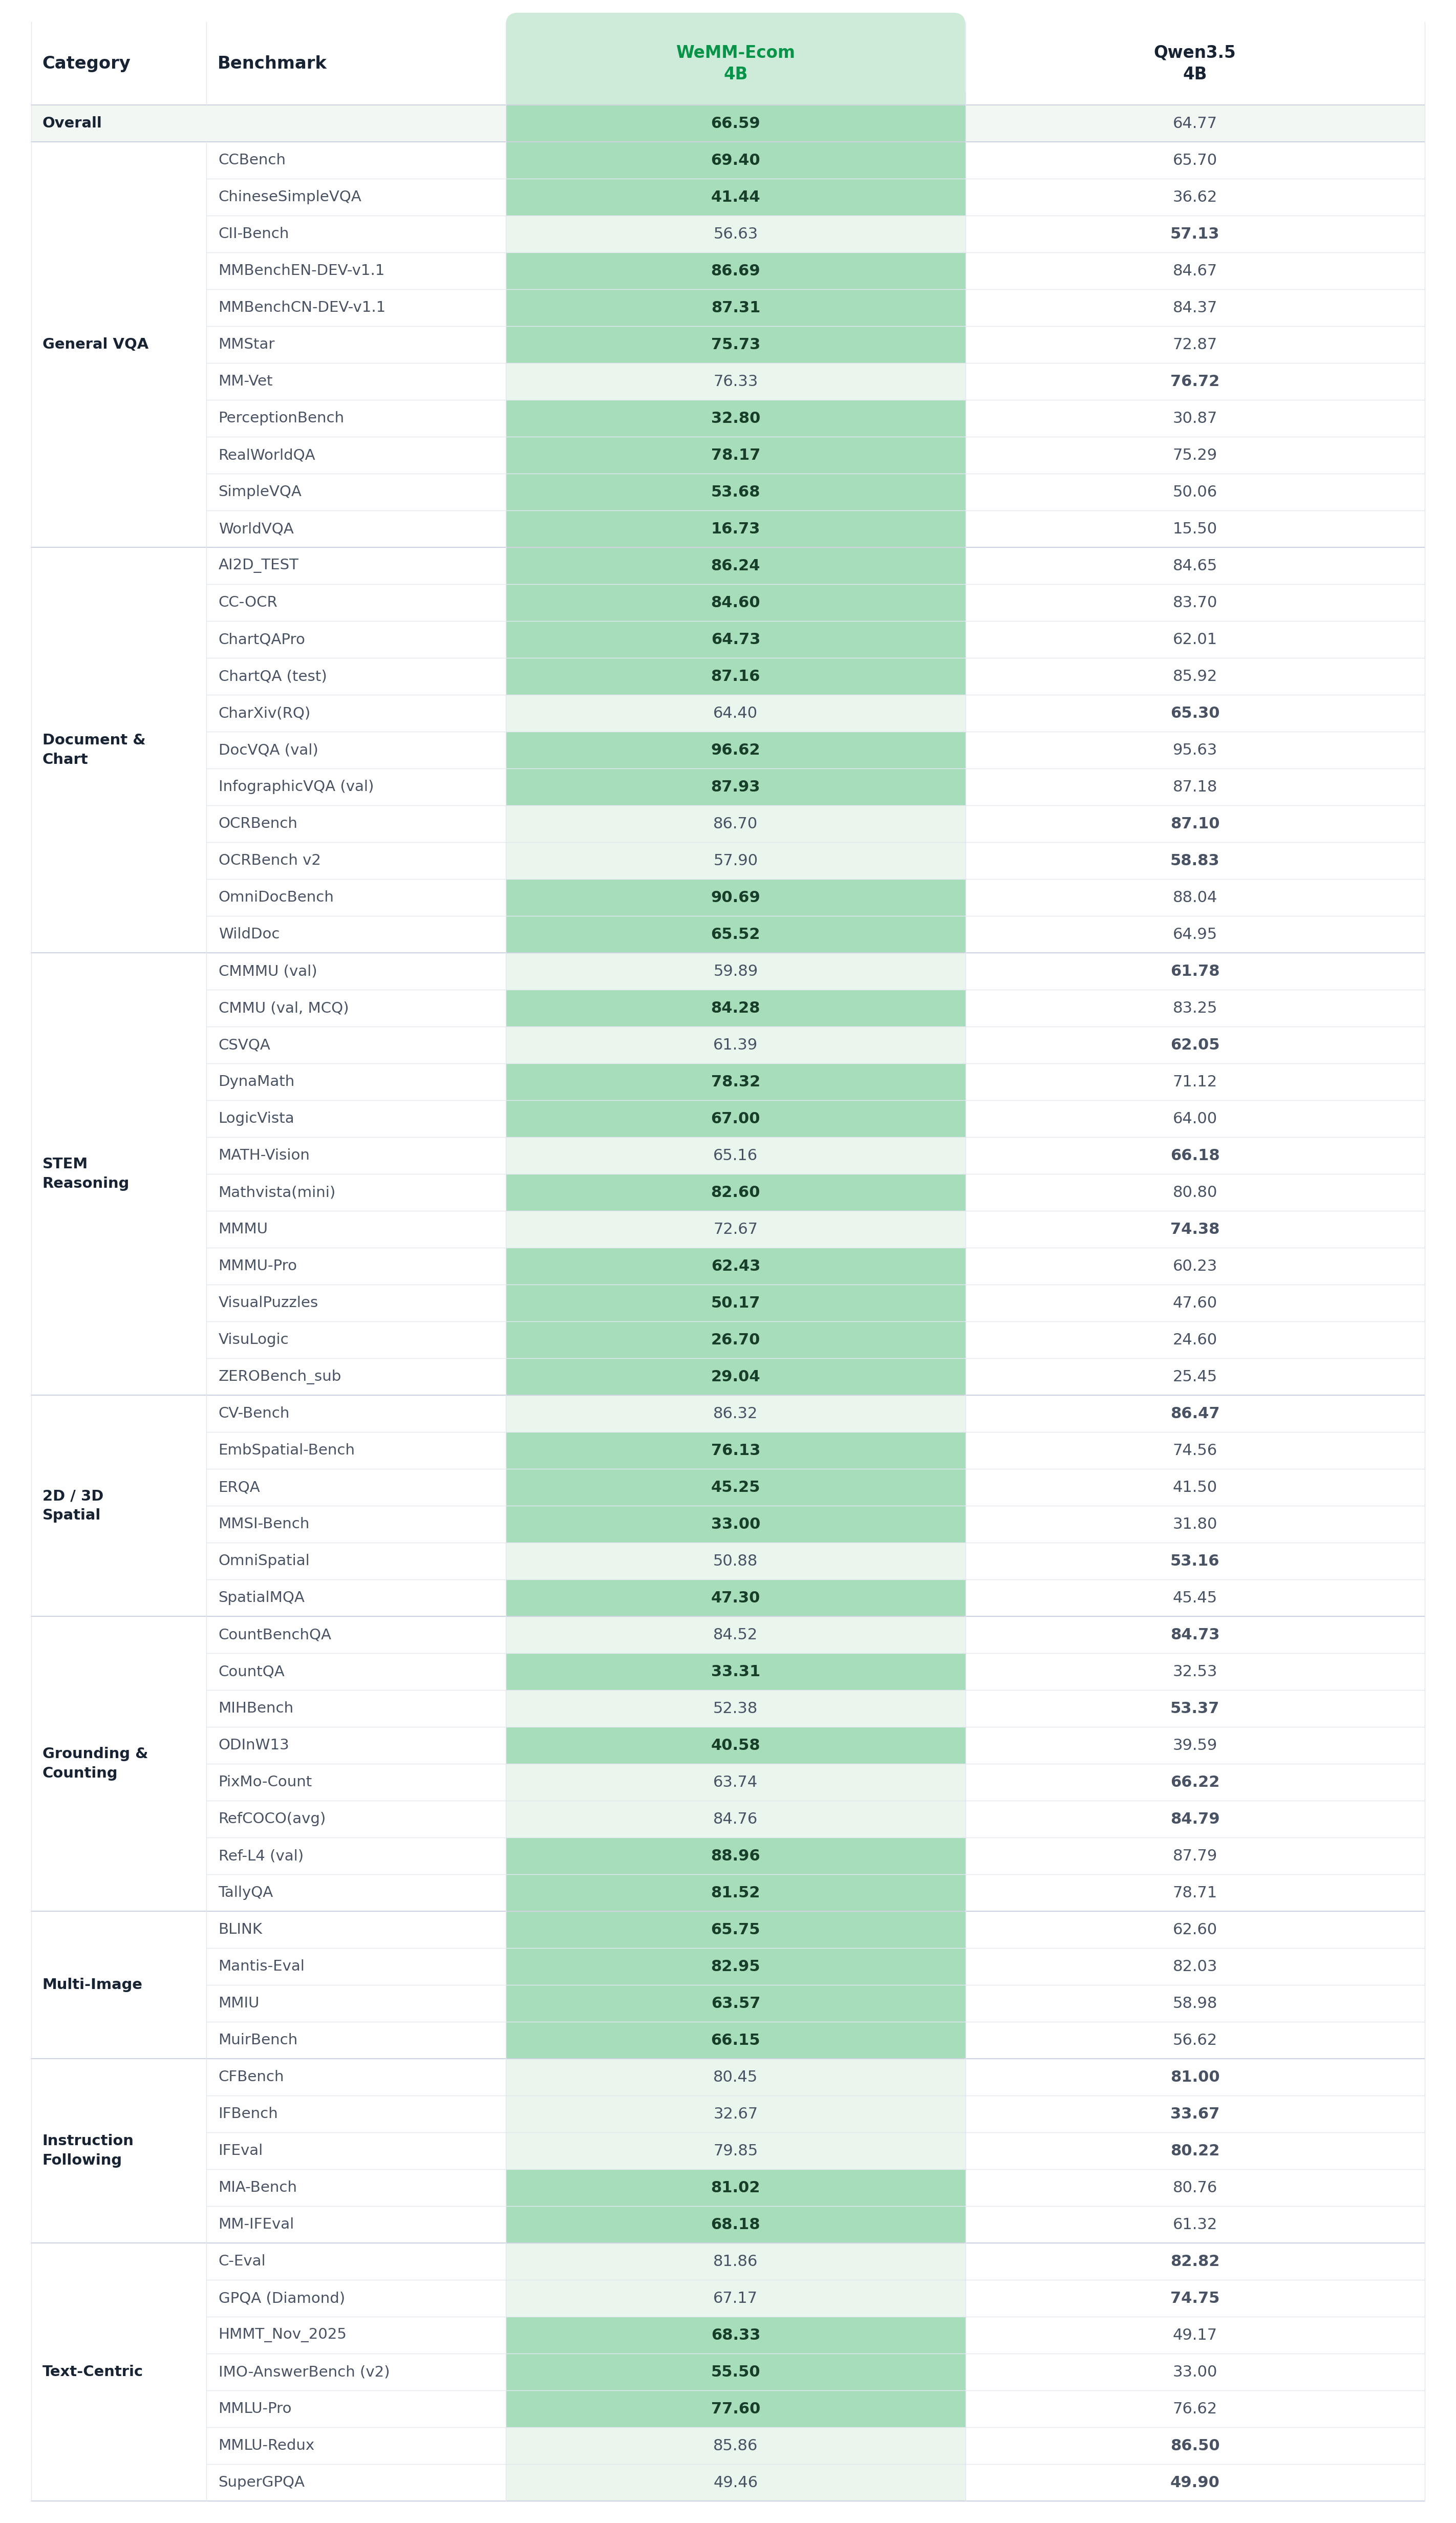 Category Benchmark WeMM-Ecom 4B Qwen3.5 4B
Overall 66.59 64.77
General VQA
CCBench 69.40 65.70
ChineseSimpleVQA 41.44 36.62
CII-Bench 56.63 57.13
MMBenchEN-DEV-v1.1 86.69 84.67
MMBenchCN-DEV-v1.1 87.31 84.37
MMStar 75.73 72.87
MM-Vet 76.33 76.72
PerceptionBench 32.80 30.87
RealWorldQA 78.17 75.29
SimpleVQA 53.68 50.06
WorldVQA 16.73 15.50
Document & Chart
AI2D_TEST 86.24 84.65
CC-OCR 84.60 83.70
ChartQAPro 64.73 62.01
ChartQA (test) 87.16 85.92
CharXiv(RQ) 64.40 65.30
DocVQA (val) 96.62 95.63
InfographicVQA (val) 87.93 87.18
OCRBench 86.70 87.10
OCRBench v2 57.90 58.83
OmniDocBench 90.69 88.04
WildDoc 65.52 64.95
STEM Reasoning
CMMMU (val) 59.89 61.78
CMMU (val, MCQ) 84.28 83.25
CSVQA 61.39 62.05
DynaMath 78.32 71.12
LogicVista 67.00 64.00
MATH-Vision 65.16 66.18
Mathvista(mini) 82.60 80.80
MMMU 72.67 74.38
MMMU-Pro 62.43 60.23
VisualPuzzles 50.17 47.60
VisuLogic 26.70 24.60
ZEROBench_sub 29.04 25.45
2D / 3D Spatial
CV-Bench 86.32 86.47
EmbSpatial-Bench 76.13 74.56
ERQA 45.25 41.50
MMSI-Bench 33.00 31.80
OmniSpatial 50.88 53.16
SpatialMQA 47.30 45.45
Grounding & Counting
CountBenchQA 84.52 84.73
CountQA 33.31 32.53
MIHBench 52.38 53.37
ODInW13 40.58 39.59
PixMo-Count 63.74 66.22
RefCOCO(avg) 84.76 84.79
Ref-L4 (val) 88.96 87.79
TallyQA 81.52 78.71
Multi-Image
BLINK 65.75 62.60
Mantis-Eval 82.95 82.03
MMIU 63.57 58.98
MuirBench 66.15 56.62
Instruction Following
CFBench 80.45 81.00
IFBench 32.67 33.67
IFEval 79.85 80.22
MIA-Bench 81.02 80.76
MM-IFEval 68.18 61.32
Text-Centric
C-Eval 81.86 82.82
GPQA (Diamond) 67.17 74.75
HMMT_Nov_2025 68.33 49.17
IMO-AnswerBench (v2) 55.50 33.00
MMLU-Pro 77.60 76.62
MMLU-Redux 85.86 86.50
SuperGPQA 49.46 49.90